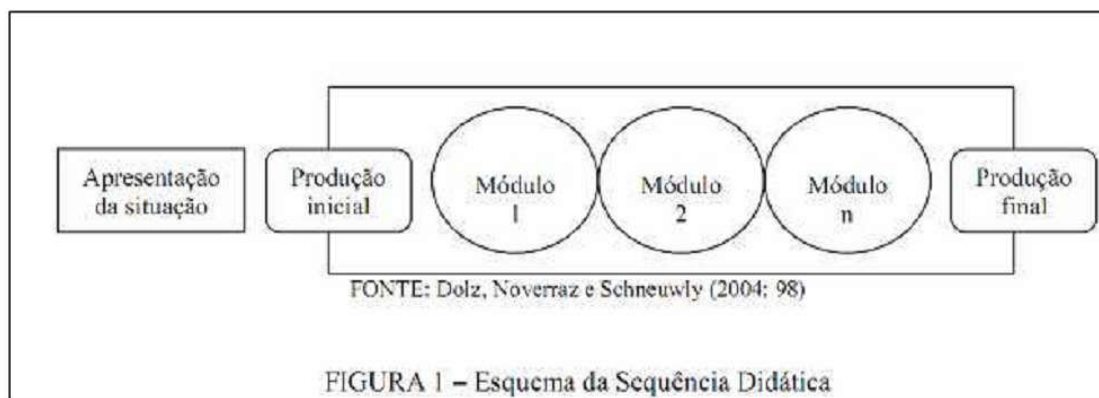 Apresentação
da situação
Produção
inicial
Módulo
1
Módulo
2
Módulo
n
Produção
final
FONTE: Dolz, Noverraz e Schneuwly (2004: 98)
FIGURA 1 – Esquema da Sequência Didática